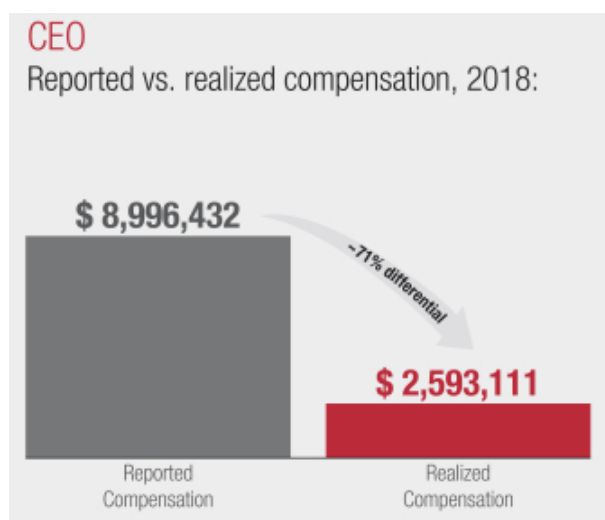 CEO
Reported vs. realized compensation, 2018:
$ 8,996,432
~71% differential
$ 2,593,111
Reported
Compensation
Realized
Compensation